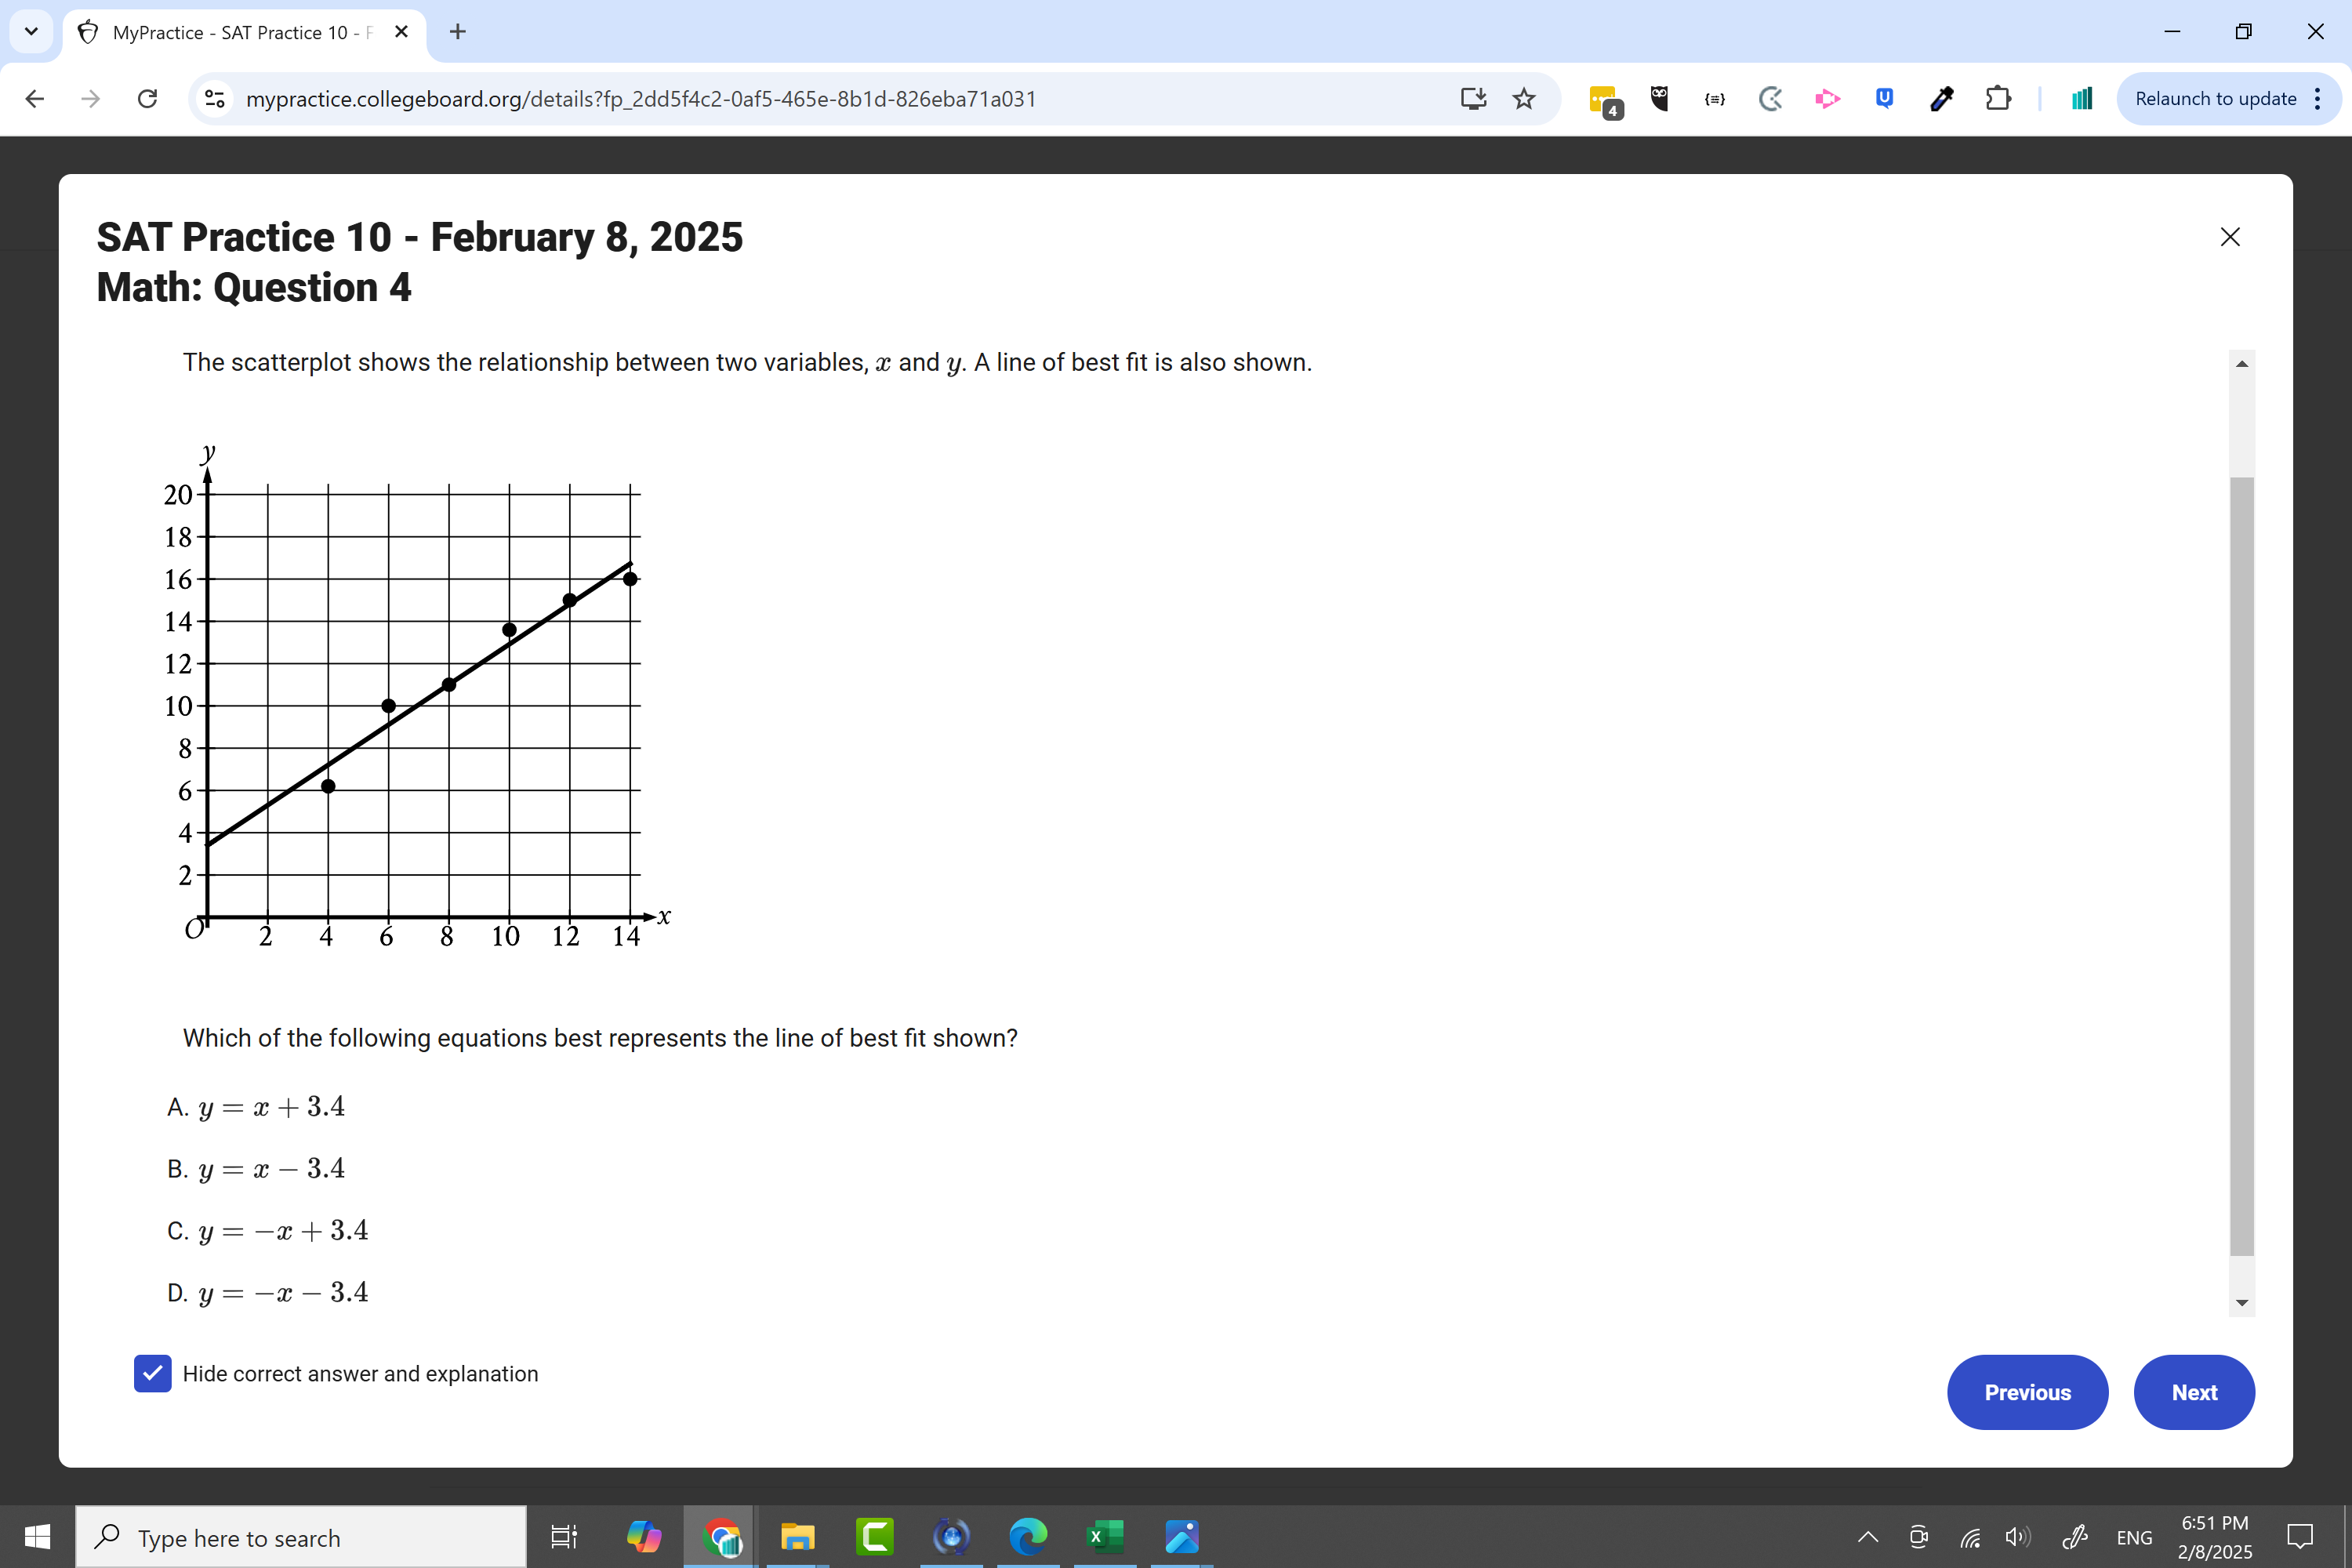 MyPractice - SAT Practice 10 - F
mypractice.collegeboard.org/details?fp_2dd5f4c2-0af5-465e-8b1d-826eba71a031
4
{≡}
U
Relaunch to update
SAT Practice 10 - February 8, 2025
Math: Question 4
The scatterplot shows the relationship between two variables, x and y. A line of best fit is also shown.
y
20
18
16
14
12
10
8
6
4
2
O
2 4 6 8 10 12 14
x
Which of the following equations best represents the line of best fit shown?
A. y = x + 3.4
B. y = x − 3.4
C. y = −x + 3.4
D. y = −x − 3.4
Hide correct answer and explanation
Previous
Next
Type here to search
ENG
6:51 PM
2/8/2025